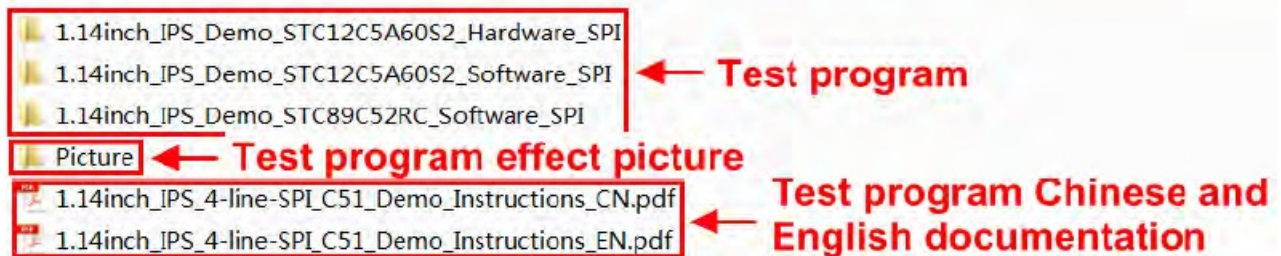 1.14inch_IPS_Demo_STC12C5A60S2_Hardware_SPI
1.14inch_IPS_Demo_STC12C5A60S2_Software_SPI
Test program
1.14inch_IPS_Demo_STC89C52RC_Software_SPI
Picture
Test program effect picture
1.14inch_IPS_4-line-SPI_C51_Demo_Instructions_CN.pdf
1.14inch_IPS_4-line-SPI_C51_Demo_Instructions_EN.pdf
Test program Chinese and
English documentation